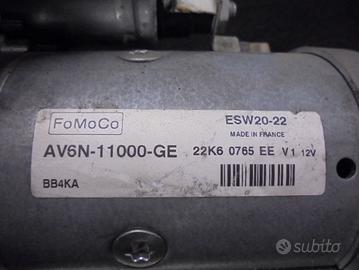 FoMoCo
ESW20-22
MADE IN FRANCE
AV6N-11000-GE 22K6 0765 EE V1 12V
BB4KA
subito